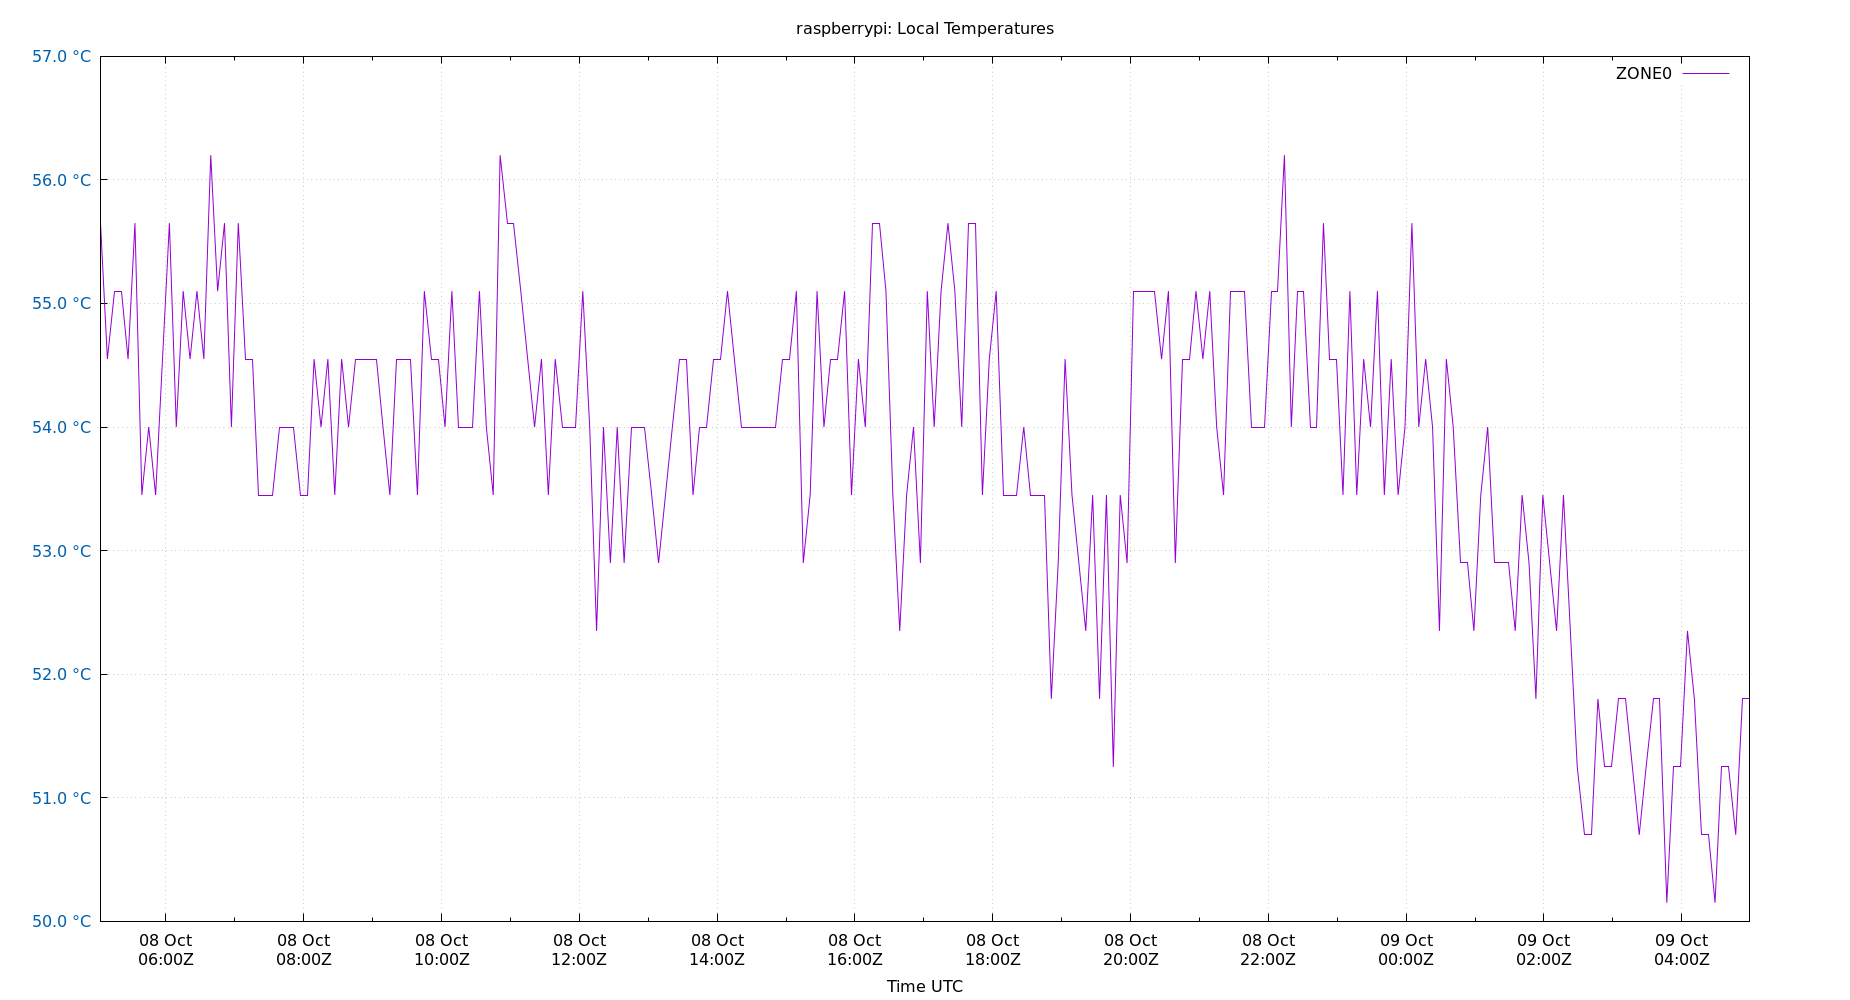 raspberrypi: Local Temperatures
57.0 °C
ZONE0
56.0 °C
55.0 °C
54.0 °C
53.0 °C
52.0 °C
51.0 °C
50.0 °C
08 Oct 08 Oct 08 Oct 08 Oct 08 Oct 08 Oct 08 Oct 08 Oct 08 Oct 09 Oct 09 Oct 09 Oct
06:00Z 08:00Z 10:00Z 12:00Z 14:00Z 16:00Z 18:00Z 20:00Z 22:00Z 00:00Z 02:00Z 04:00Z
Time UTC